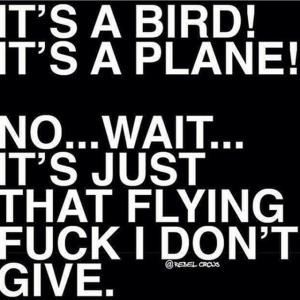 IT'S A BIRD!
IT'S A PLANE!
NO...WAIT...
IT'S JUST
THAT FLYING
FUCK I DON'T
GIVE.
@REBEL CIRCUS